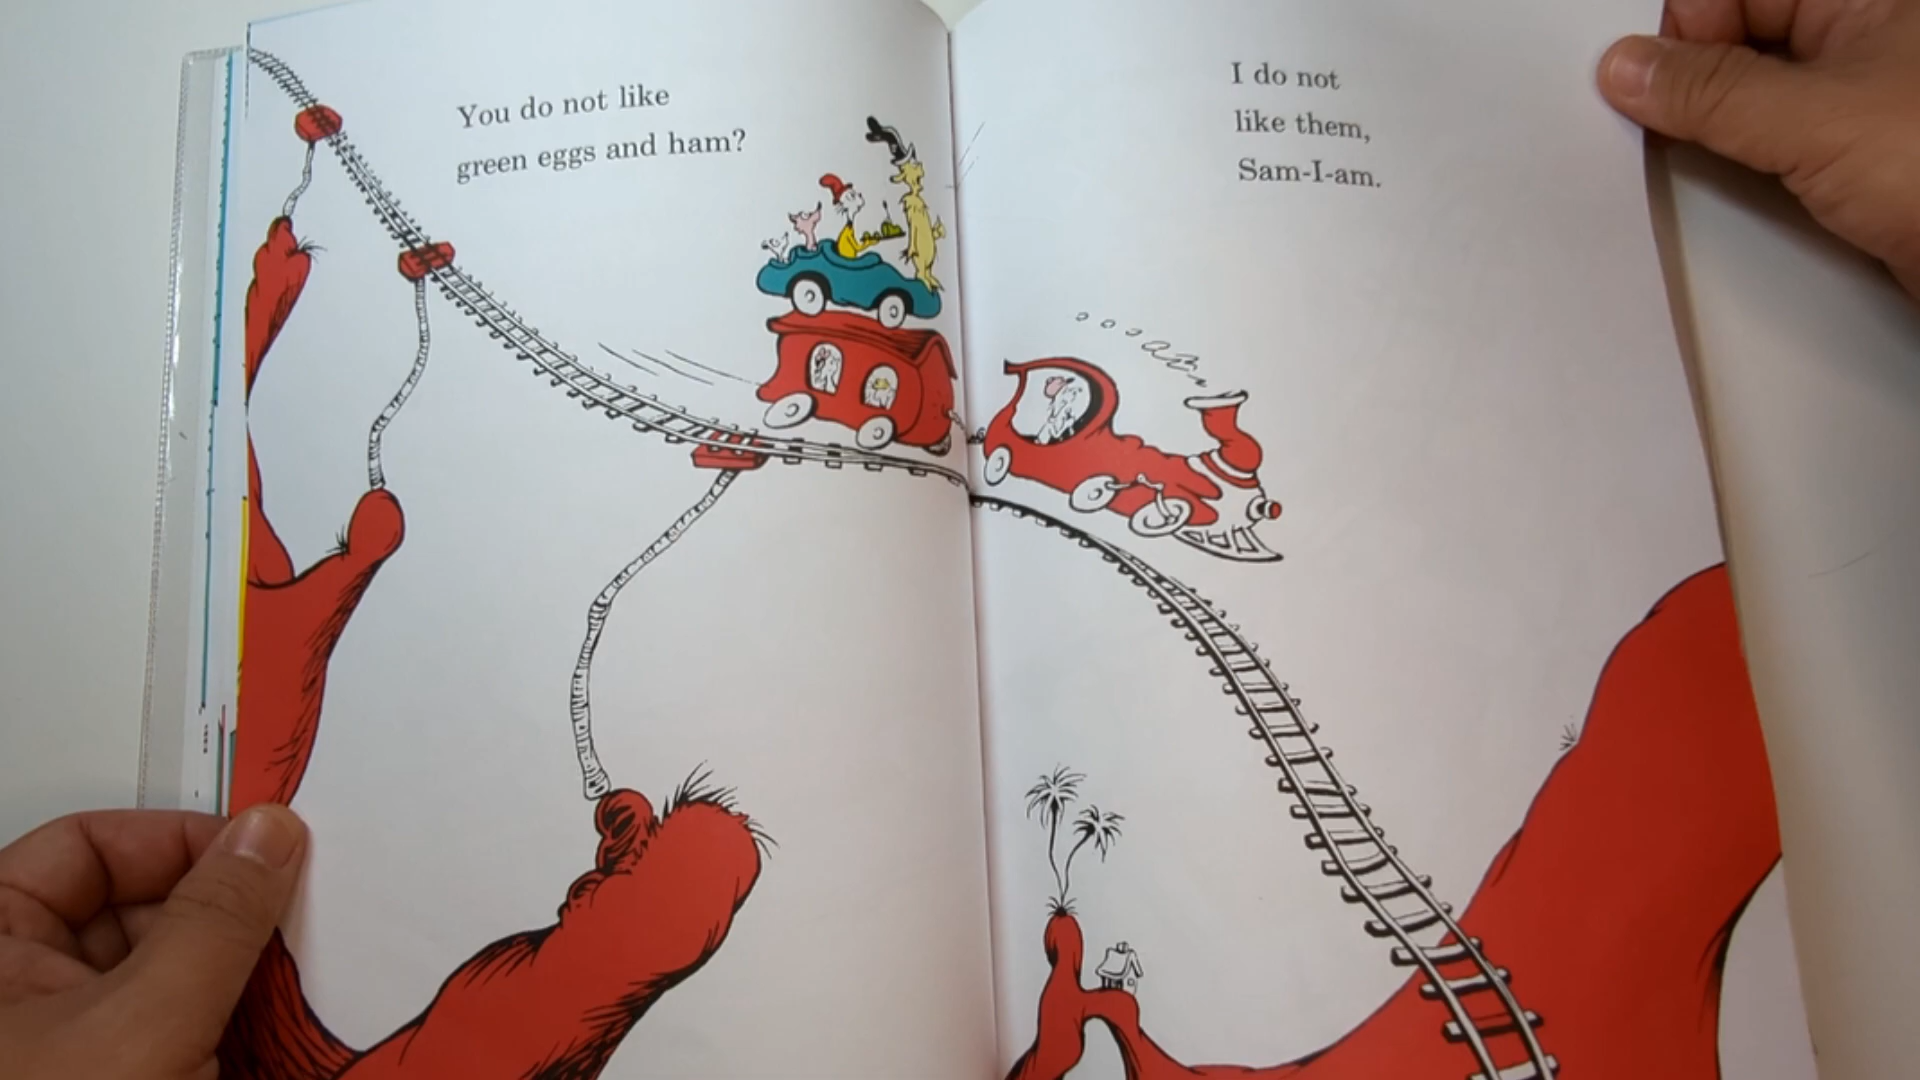 You do not like
green eggs and ham?
I do not
like them,
Sam-I-am.